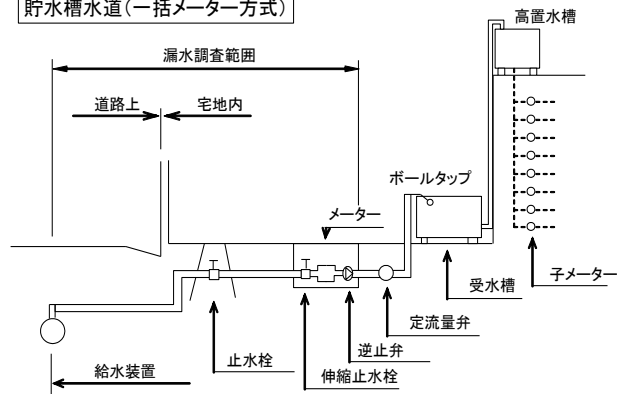 貯水槽水道(一括メーター方式)
高置水槽
漏水調査範囲
道路上
宅地内
ボールタップ
メーター
子メーター
受水槽
定流量弁
逆止弁
止水栓
伸縮止水栓
給水装置